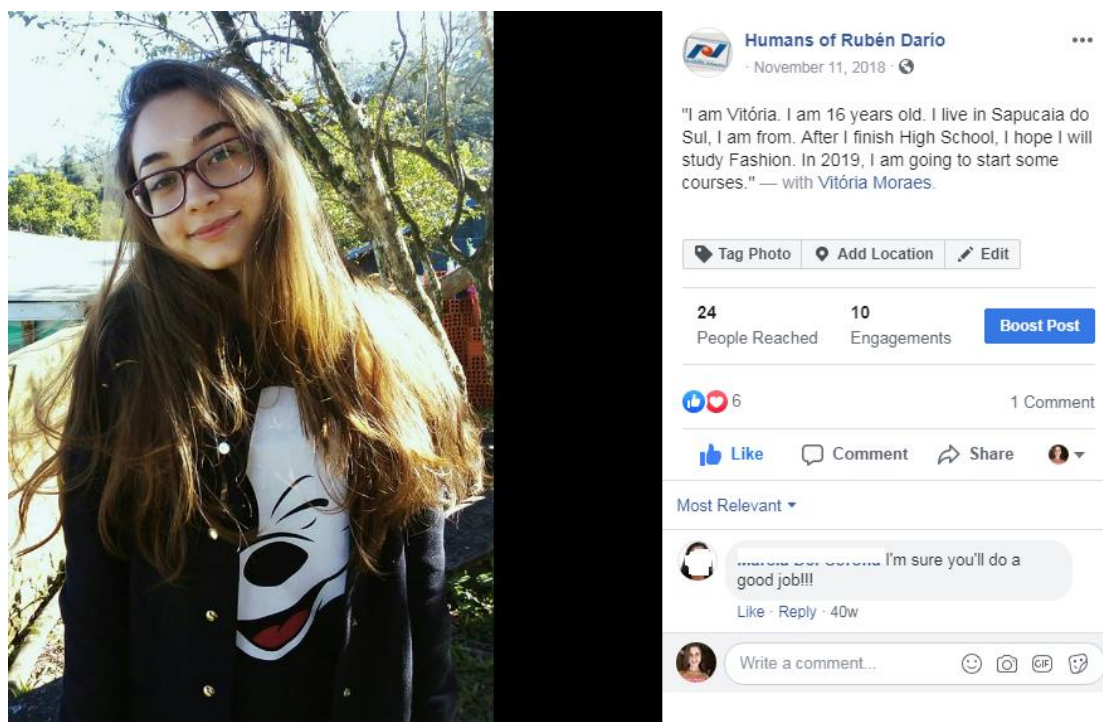 Humans of Rubén Darío
· November 11, 2018 ·
"I am Vitória. I am 16 years old. I live in Sapucaia do
Sul, I am from. After I finish High School, I hope I will
study Fashion. In 2019, I am going to start some
courses." — with Vitória Moraes.
Tag Photo Add Location Edit
24 10
People Reached Engagements Boost Post
6 1 Comment
Like Comment Share
Most Relevant
I'm sure you'll do a
good job!!!
Like · Reply · 40w
Write a comment... GIF